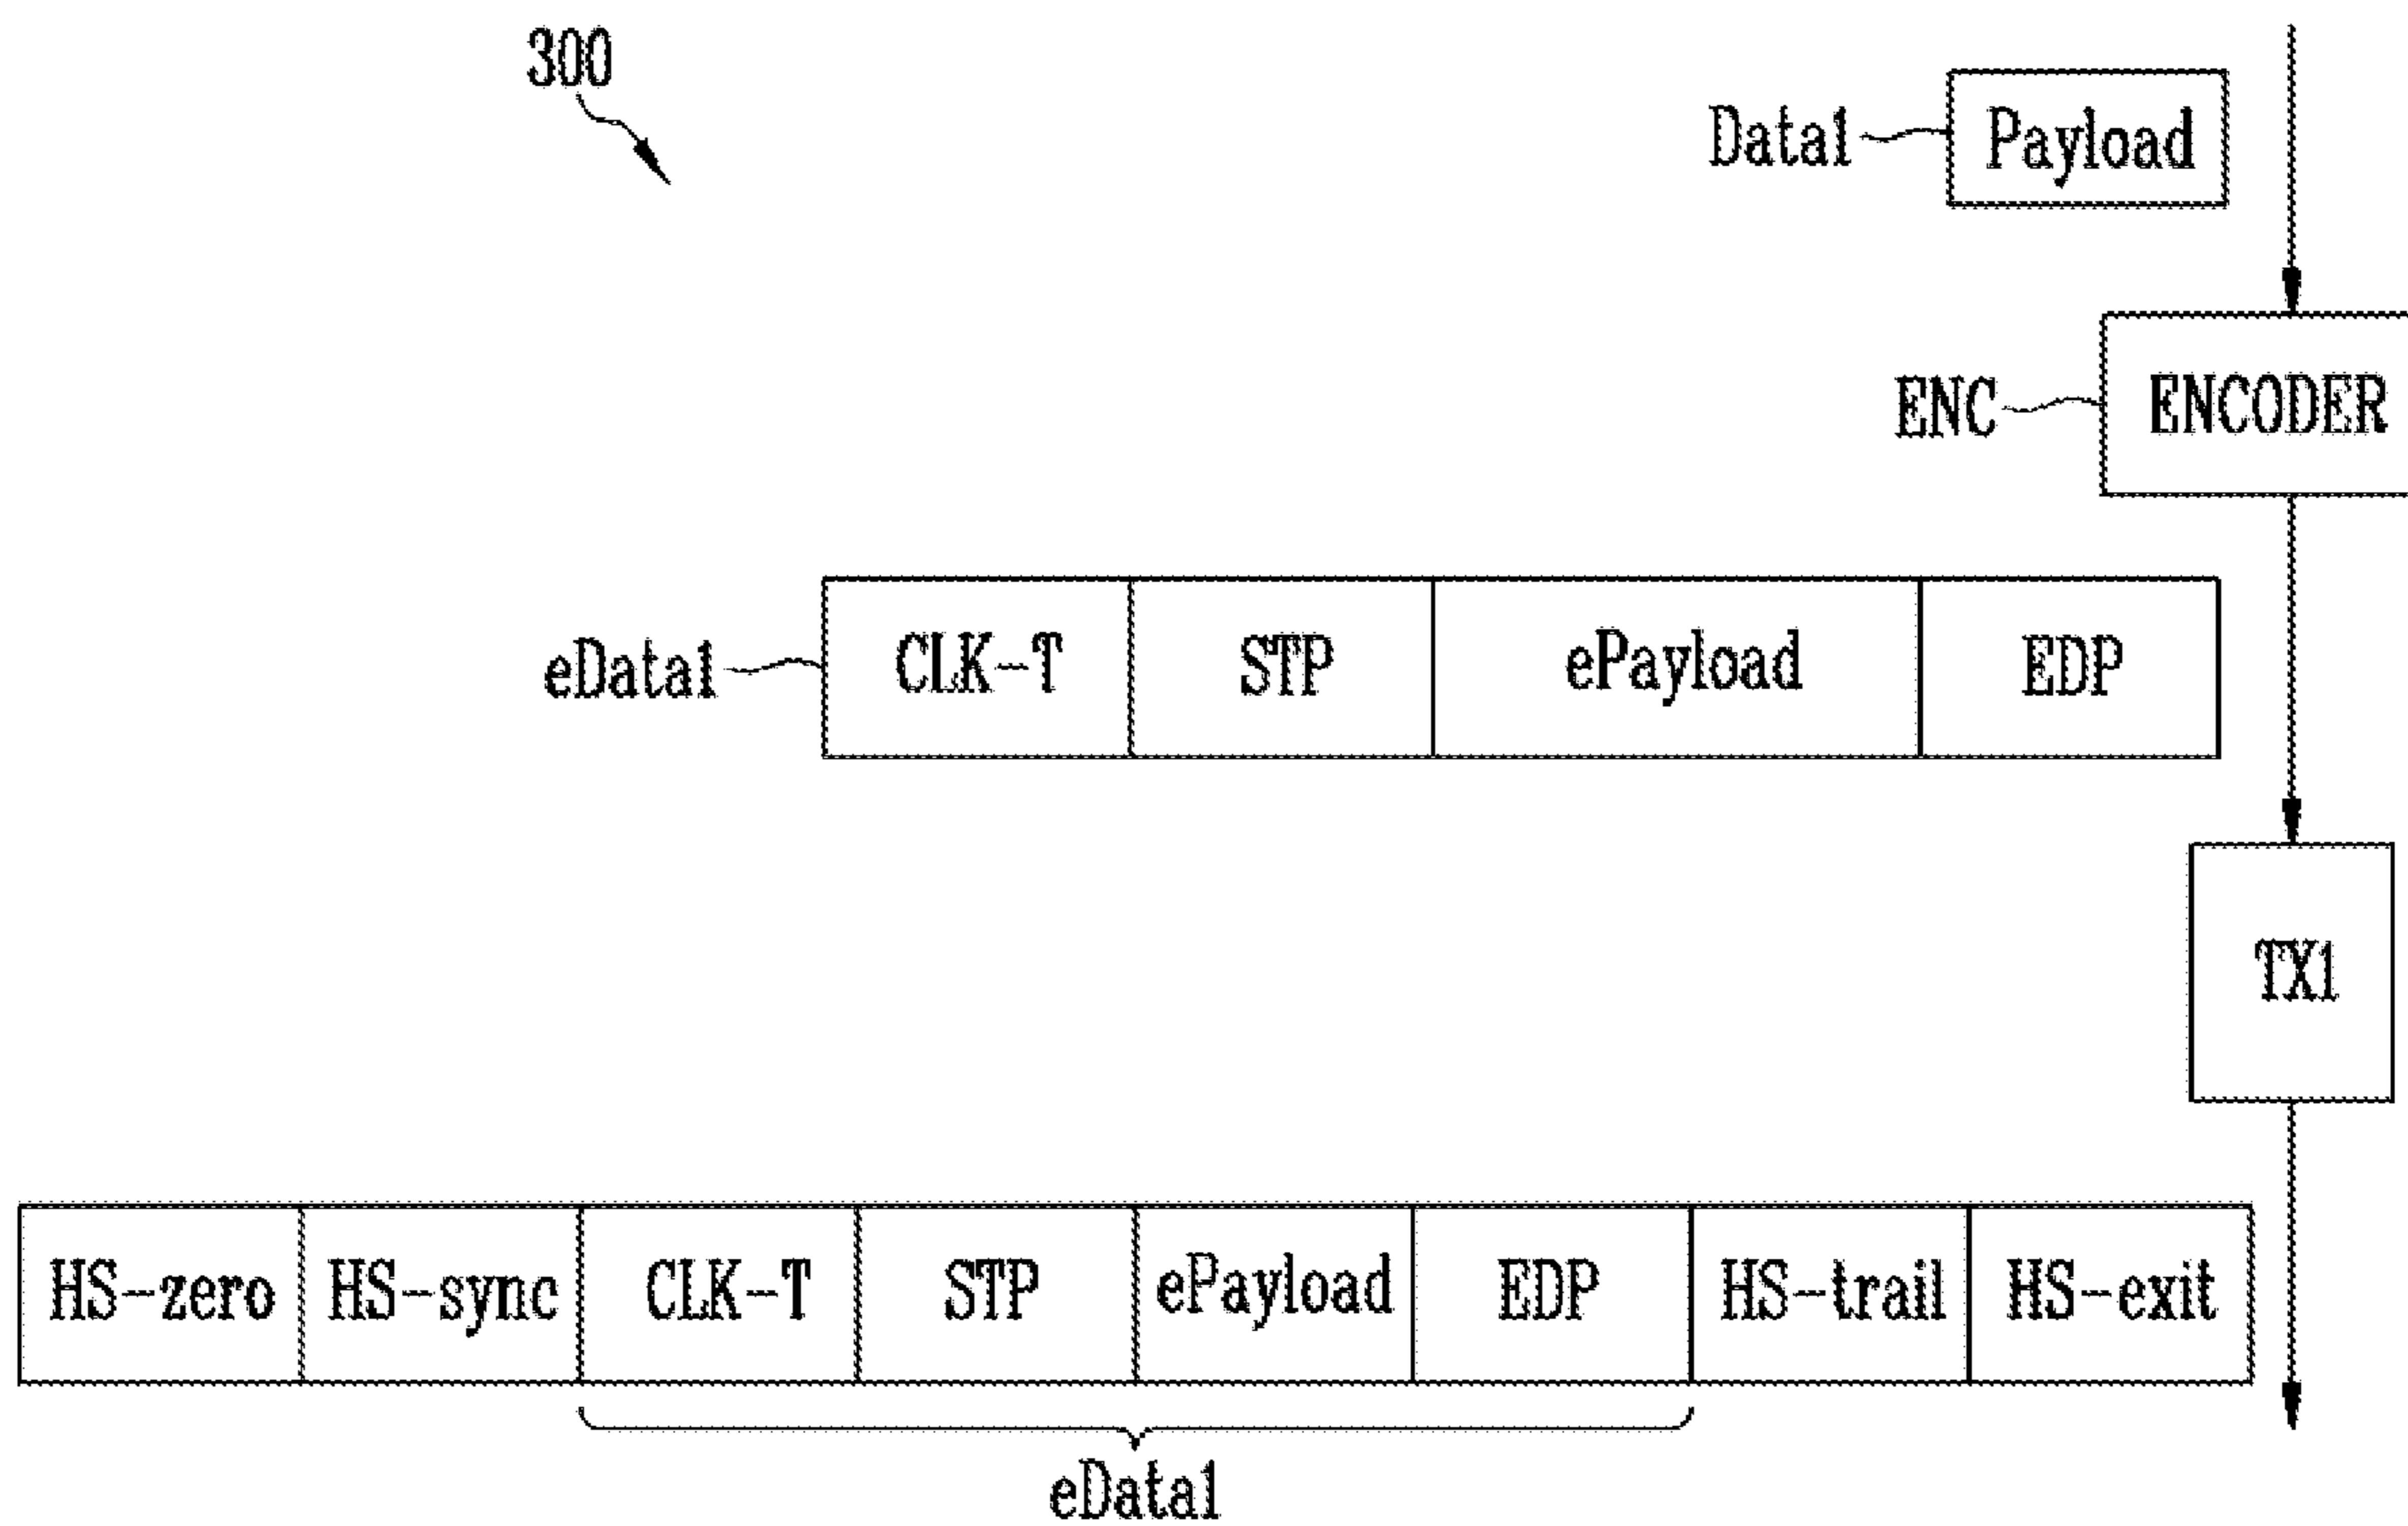 300
Data1 Payload
ENC ENCODER
eData1 CLK-T STP ePayload EDP
TX1
HS-zero HS-sync CLK-T STP ePayload EDP HS-trail HS-exit
eData1